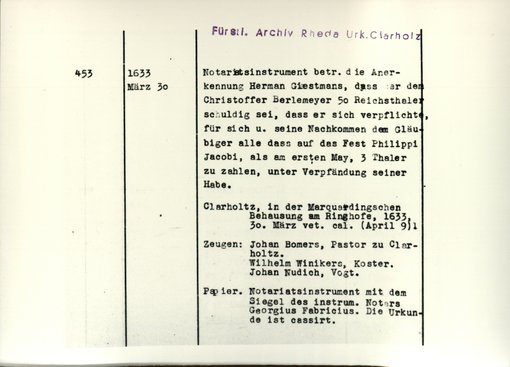 Fürstl. Archiv Rheda Urk. Clarholz
453
1633
März 30
Notariatsinstrument betr. die Aner-
kennung Herman Giestmans, dass er dem
Christoffer Berlemeyer 50 Reichsthaler
schuldig sei, dass er sich verpflichte,
für sich u. seine Nachkommen dem Gläu-
biger alle dass auf das Fest Philippi
Jacobi, als am ersten May, 3 Thaler
zu zahlen, unter Verpfändung seiner
Habe.
Clarholtz, in der Marquardingschen
Behausung am Ringhofe, 1633,
30. März vet. cal. (April 9)1
Zeugen: Johan Bomers, Pastor zu Clar-
holtz.
Wilhelm Winikers, Koster.
Johan Nudich, Vogt.
Papier. Notariatsinstrument mit dem
Siegel des instrum. Notars
Georgius Fabricius. Die Urkun-
de ist cassirt.